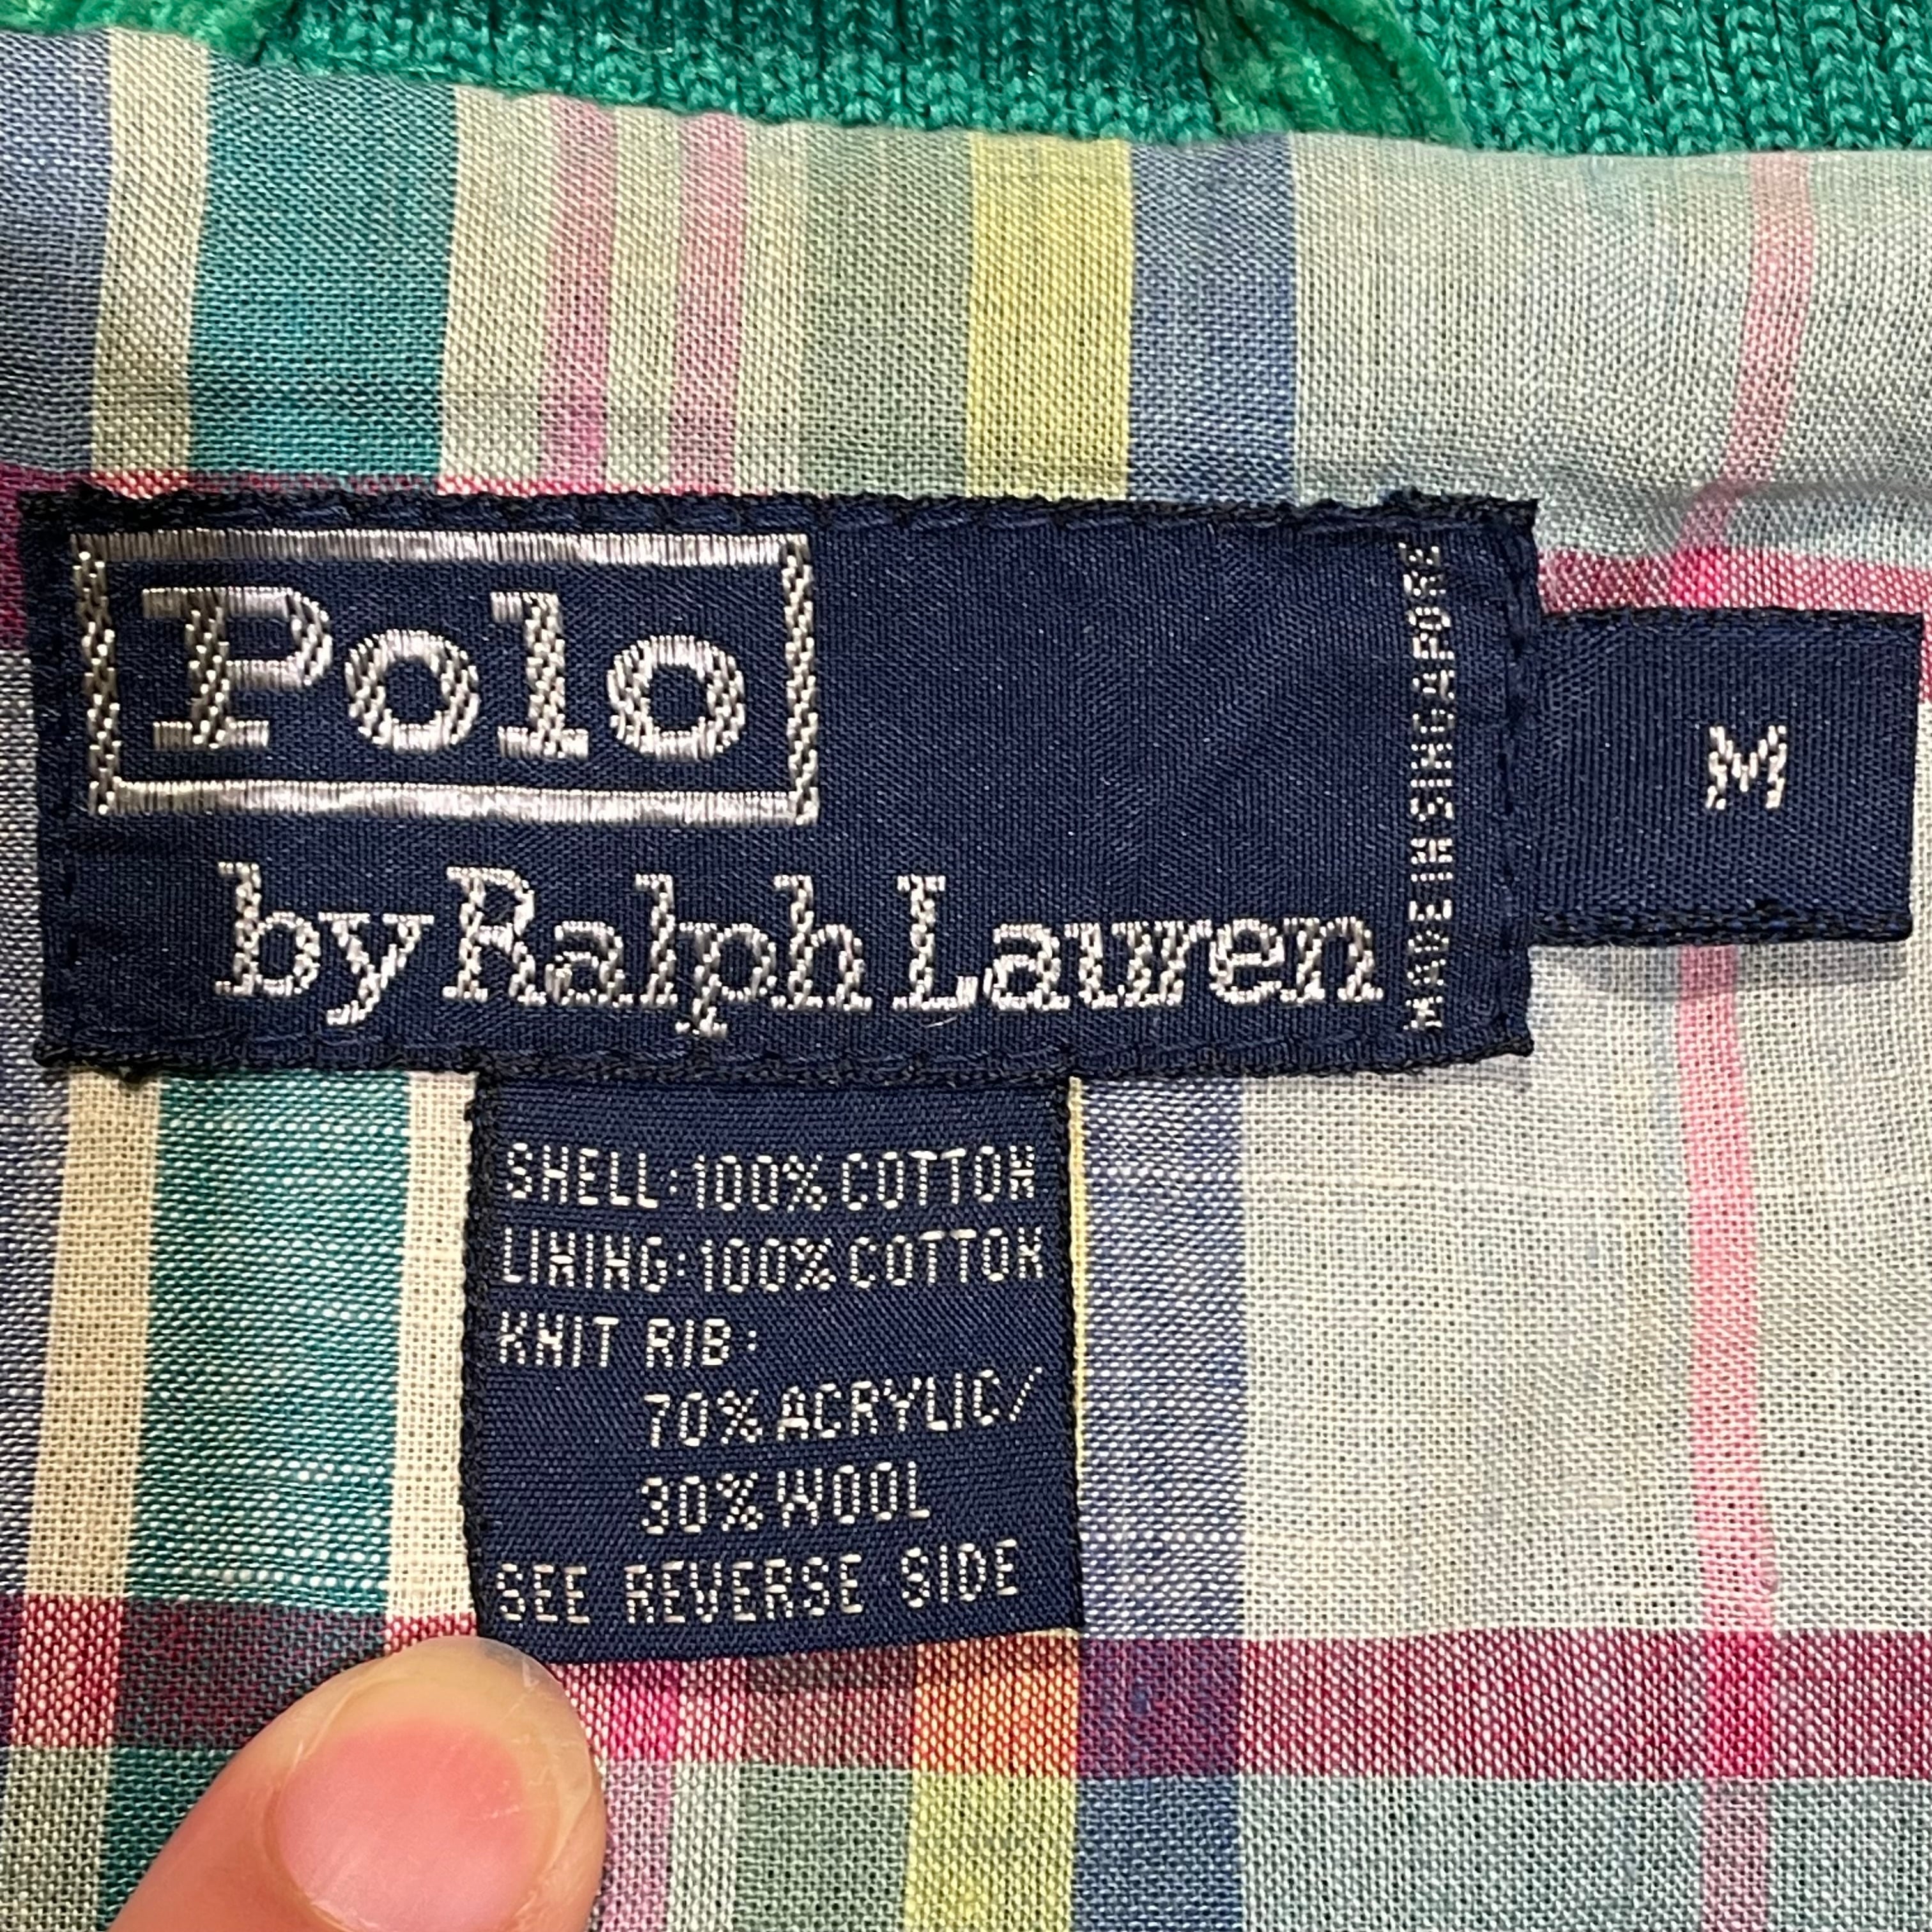 Polo
by Ralph Lauren
MADE IN SINGAPORE
M
SHELL:100% COTTON
LINING:100% COTTON
KNIT RIB:
70% ACRYLIC/
30% WOOL
SEE REVERSE SIDE